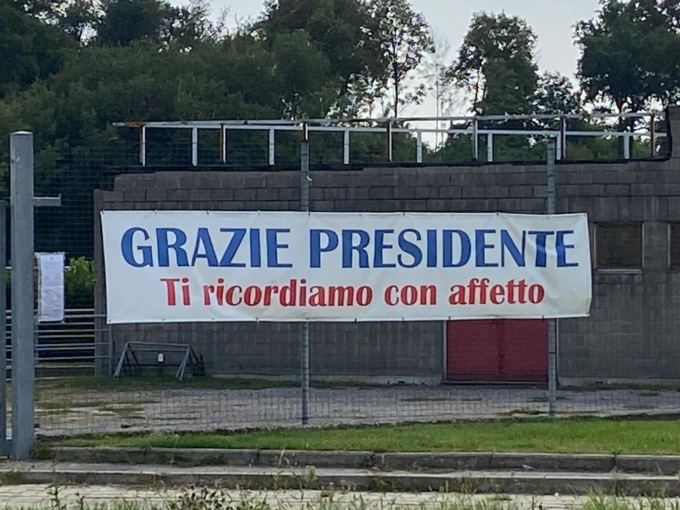 GRAZIE PRESIDENTE
Ti ricordiamo con affetto